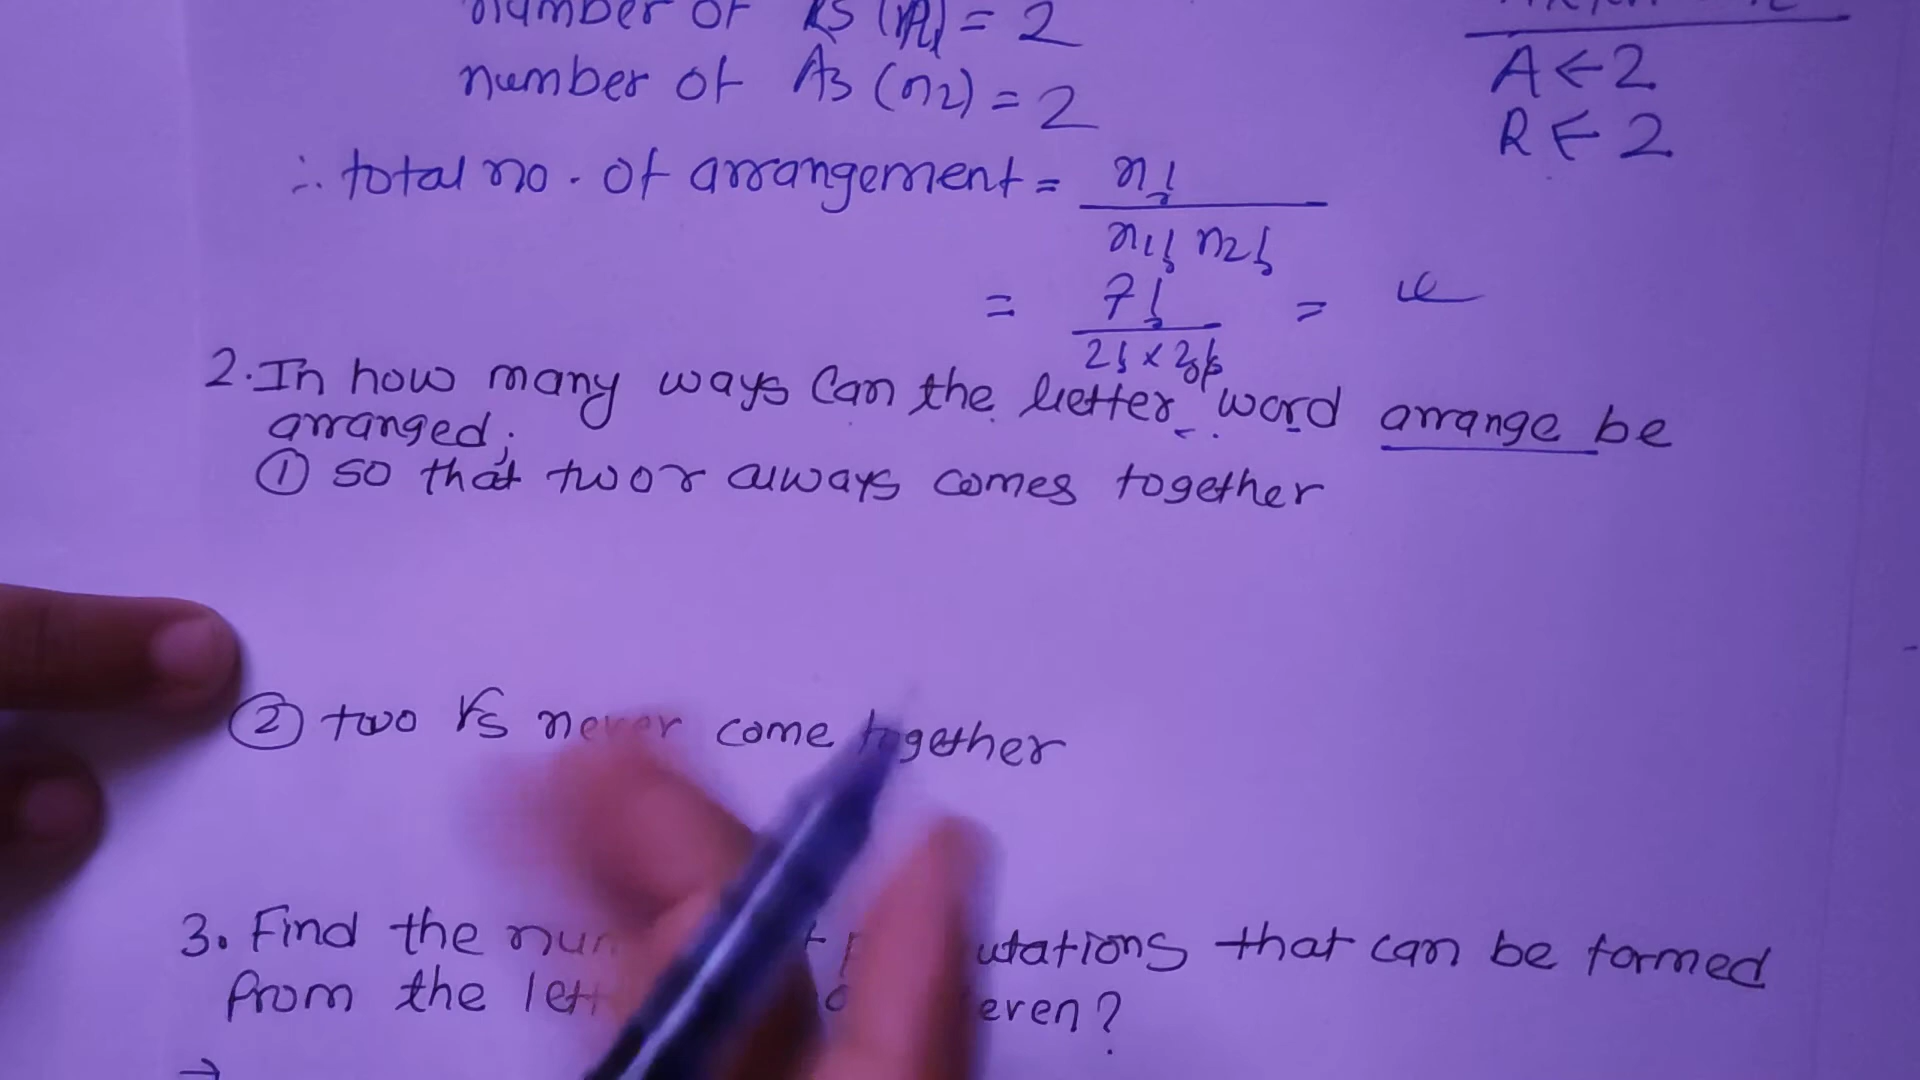 number of Rs (n1) = 2
number of As (n2) = 2
A ← 2
R ← 2
∴ total no. of arrangement = n! / n1! n2!
= 7! / 2! × 2! =
2. In how many ways Can the letter word arrange be
arranged;
① so that two r always comes together
② two rs never come together
3. Find the utations that can be formed
from the even?
→